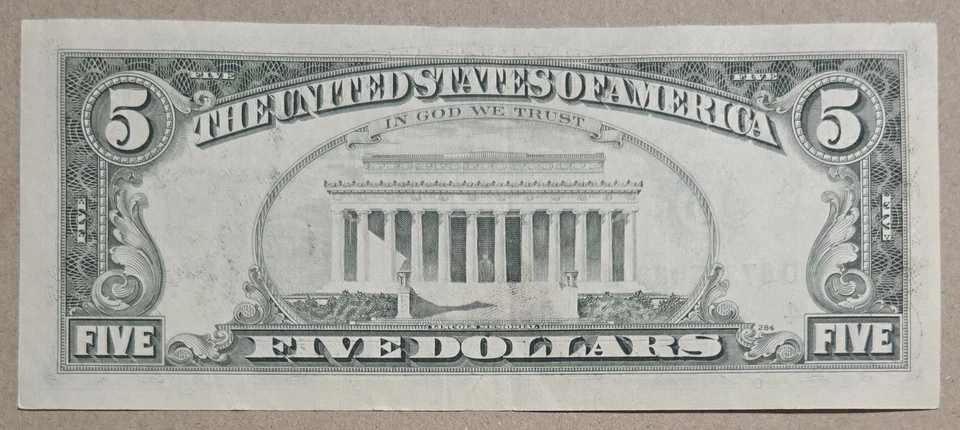 FIVE FIVE
5 THE UNITED STATES OF AMERICA 5
IN GOD WE TRUST
FIVE FIVE
LINCOLN MEMORIAL
284
FIVE FIVE DOLLARS FIVE